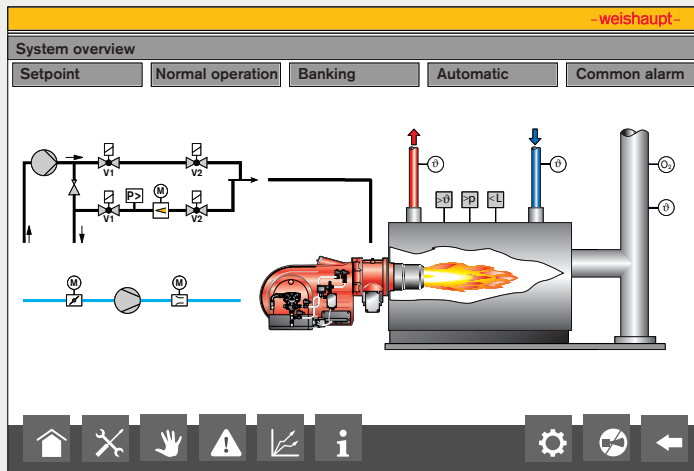 -weishaupt-
System overview
Setpoint
Normal operation
Banking
Automatic
Common alarm
V1
V2
P>
M
V1
V2
M
M
ϑ
ϑ
>ϑ
>p
<L
O₂
ϑ